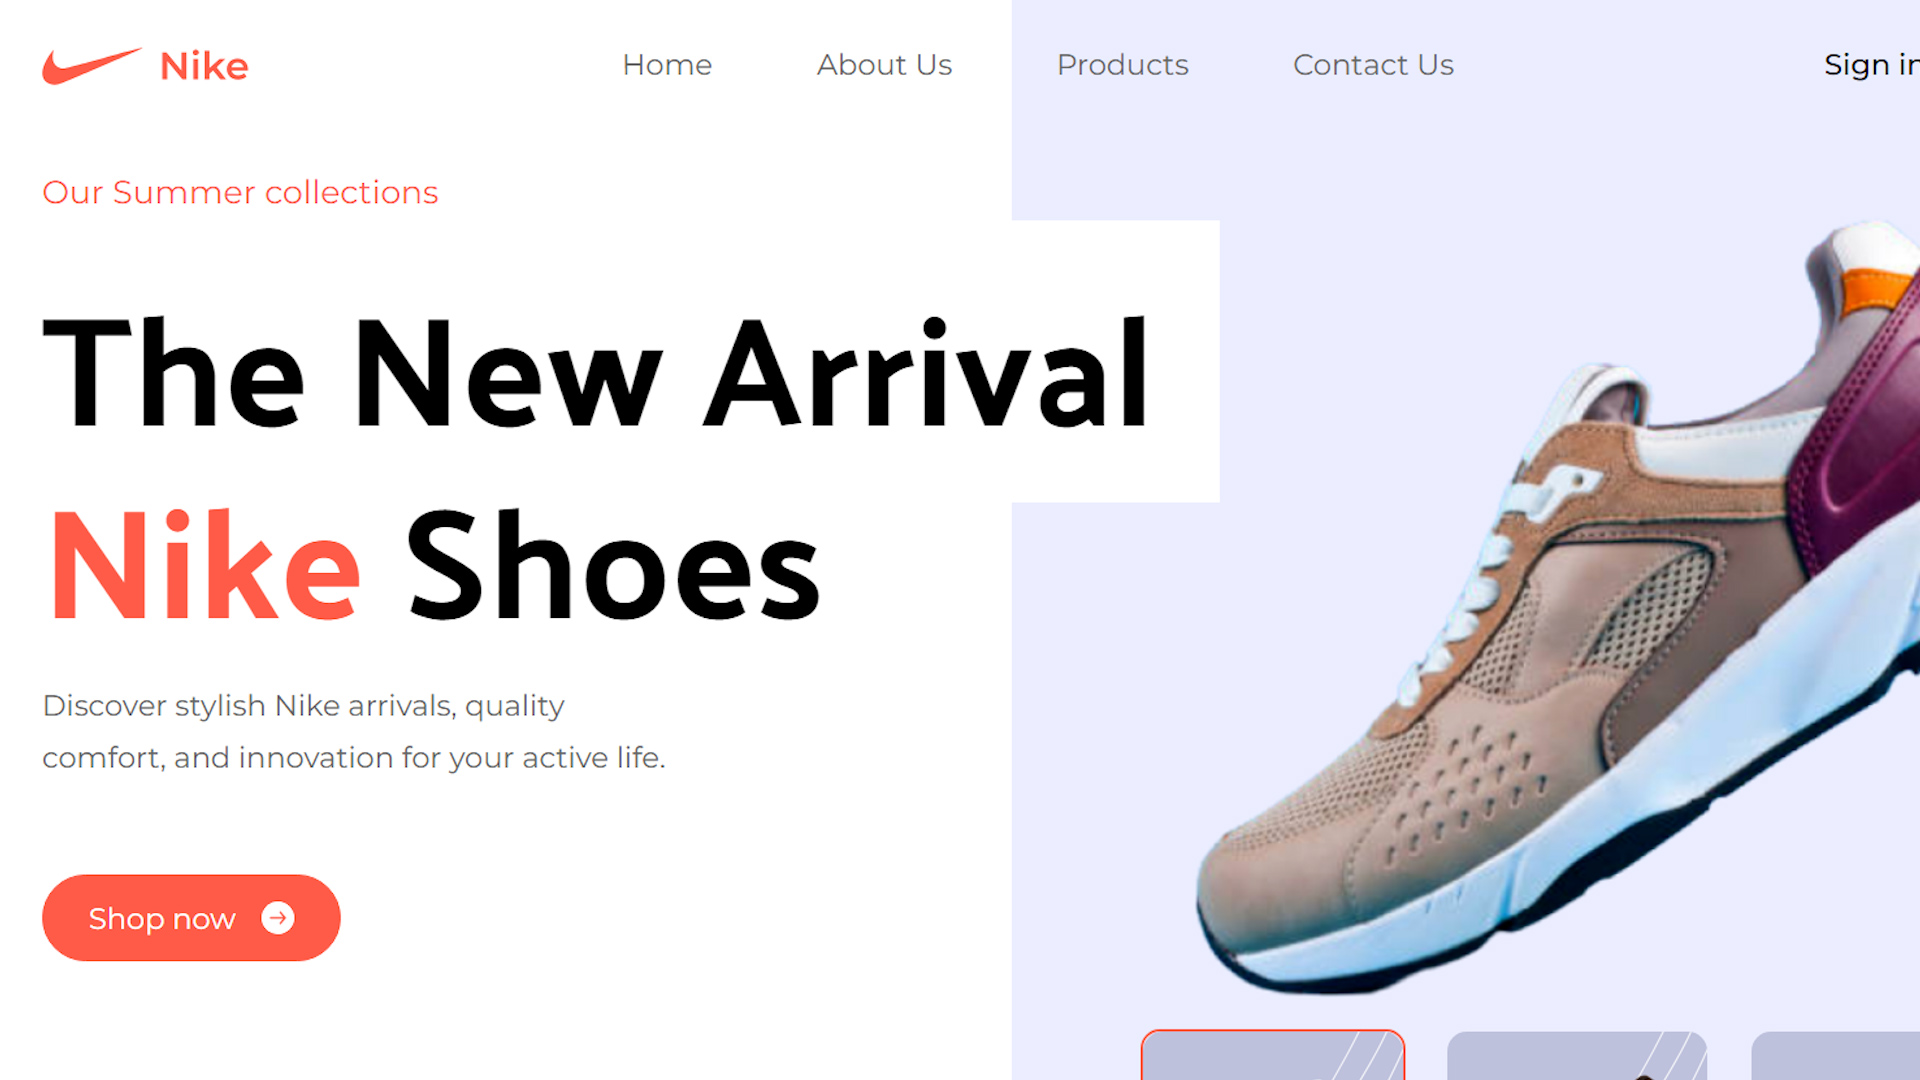 Nike
Home
About Us
Products
Contact Us
Sign in
Our Summer collections
The New Arrival
Nike Shoes
Discover stylish Nike arrivals, quality
comfort, and innovation for your active life.
Shop now